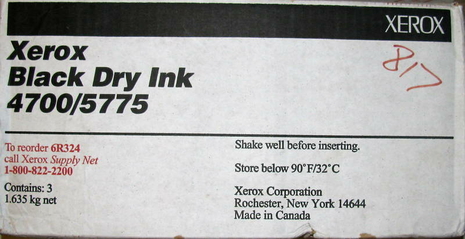 XEROX
Xerox
Black Dry Ink
4700/5775
817
To reorder 6R324
call Xerox Supply Net
1-800-822-2200
Contains: 3
1.635 kg net
Shake well before inserting.
Store below 90°F/32°C
Xerox Corporation
Rochester, New York 14644
Made in Canada